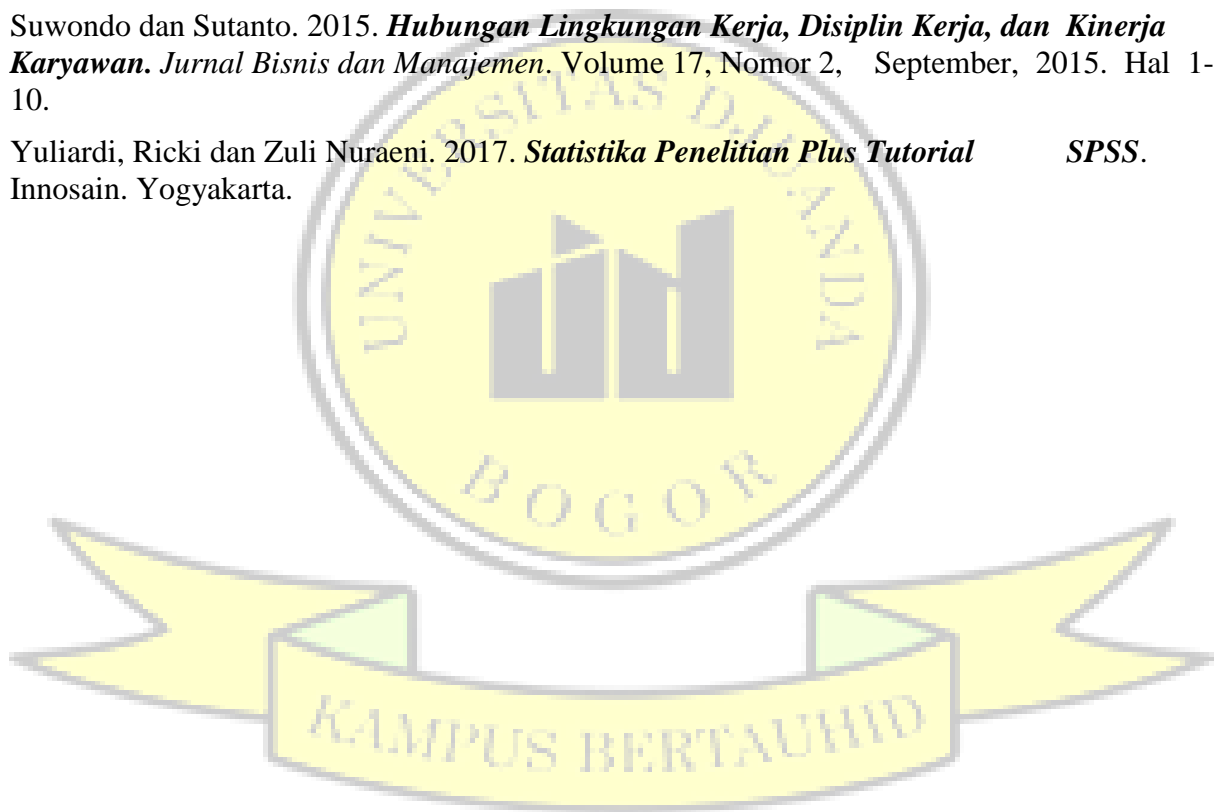 Suwondo dan Sutanto. 2015. Hubungan Lingkungan Kerja, Disiplin Kerja, dan Kinerja
Karyawan. Jurnal Bisnis dan Manajemen. Volume 17, Nomor 2, September, 2015. Hal 1-
10.
Yuliardi, Ricki dan Zuli Nuraeni. 2017. Statistika Penelitian Plus Tutorial SPSS.
Innosain. Yogyakarta.
UNIVERSITAS DJUANDA
BOGOR
KAMPUS BERTAUHID